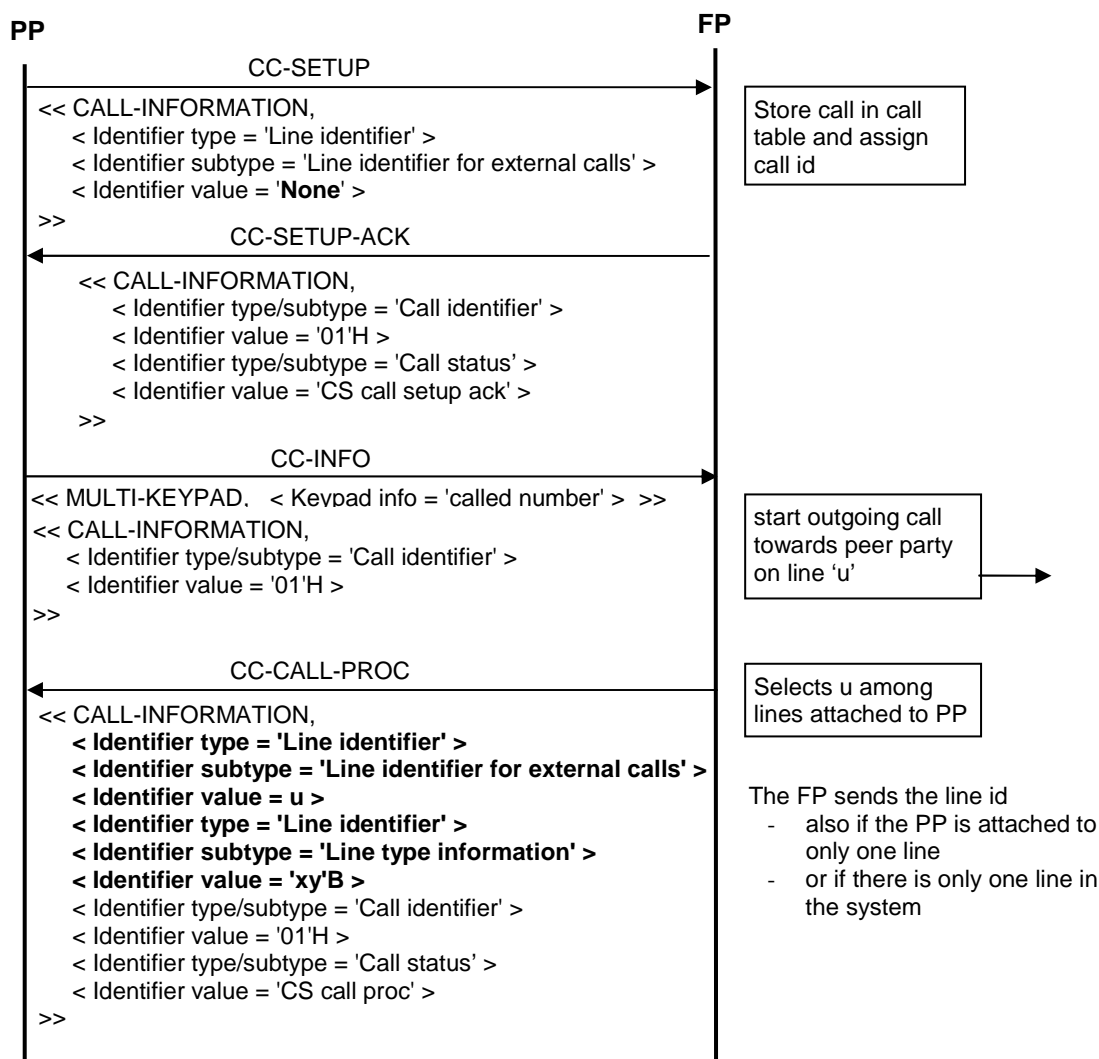 PP
FP
CC-SETUP
<< CALL-INFORMATION,
< Identifier type = 'Line identifier' >
< Identifier subtype = 'Line identifier for external calls' >
< Identifier value = 'None' >
>>
Store call in call
table and assign
call id
CC-SETUP-ACK
<< CALL-INFORMATION,
< Identifier type/subtype = 'Call identifier' >
< Identifier value = '01'H >
< Identifier type/subtype = 'Call status’ >
< Identifier value = 'CS call setup ack' >
>>
CC-INFO
<< MULTI-KEYPAD, < Keypad info = 'called number' > >>
<< CALL-INFORMATION,
< Identifier type/subtype = 'Call identifier' >
< Identifier value = '01'H >
>>
start outgoing call
towards peer party
on line ‘u’
CC-CALL-PROC
<< CALL-INFORMATION,
< Identifier type = 'Line identifier' >
< Identifier subtype = 'Line identifier for external calls' >
< Identifier value = u >
< Identifier type = 'Line identifier' >
< Identifier subtype = 'Line type information' >
< Identifier value = 'xy'B >
< Identifier type/subtype = 'Call identifier' >
< Identifier value = '01'H >
< Identifier type/subtype = 'Call status’ >
< Identifier value = 'CS call proc' >
>>
Selects u among
lines attached to PP
The FP sends the line id
- also if the PP is attached to
only one line
- or if there is only one line in
the system